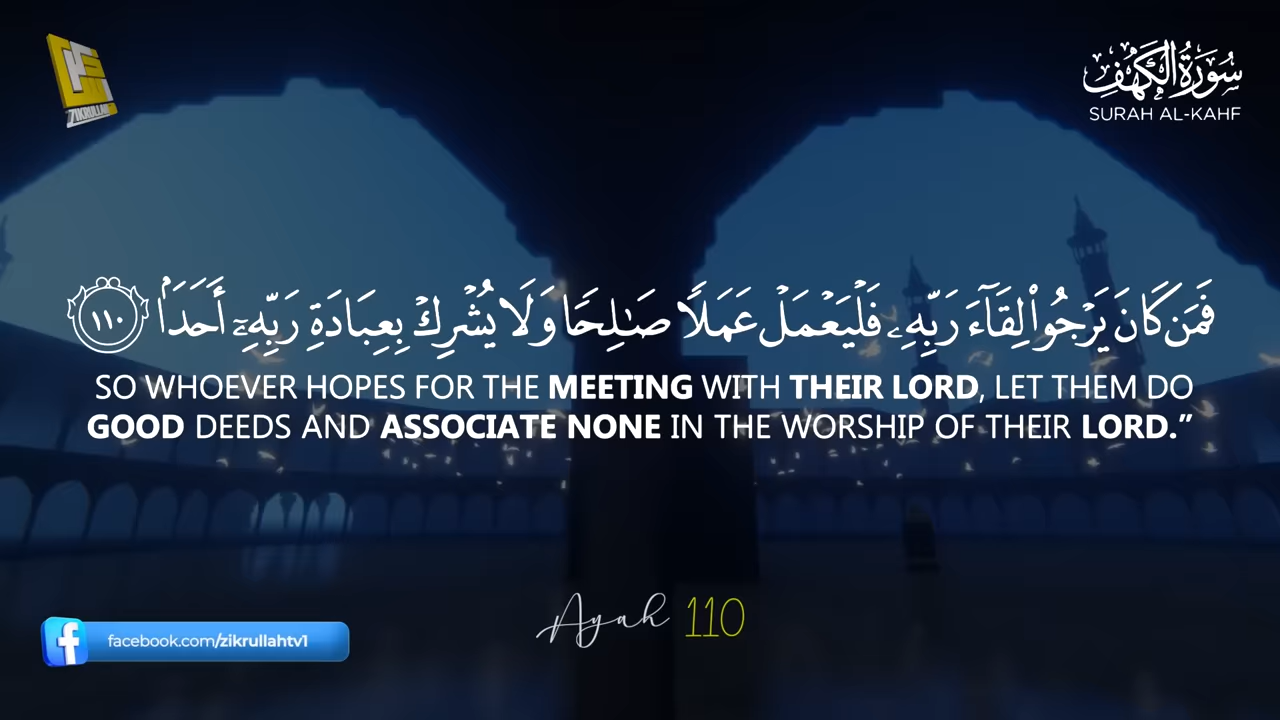 ZIKRULLAH
سُورَةُ الكَهْفِ
SURAH AL-KAHF
فَمَن كَانَ يَرْجُوا۟ لِقَآءَ رَبِّهِۦ فَلْيَعْمَلْ عَمَلًا صَـٰلِحًا وَلَا يُشْرِكْ بِعِبَادَةِ رَبِّهِۦٓ أَحَدَۢا ١١٠
SO WHOEVER HOPES FOR THE MEETING WITH THEIR LORD, LET THEM DO
GOOD DEEDS AND ASSOCIATE NONE IN THE WORSHIP OF THEIR LORD.”
Ayah 110
facebook.com/zikrullahtv1